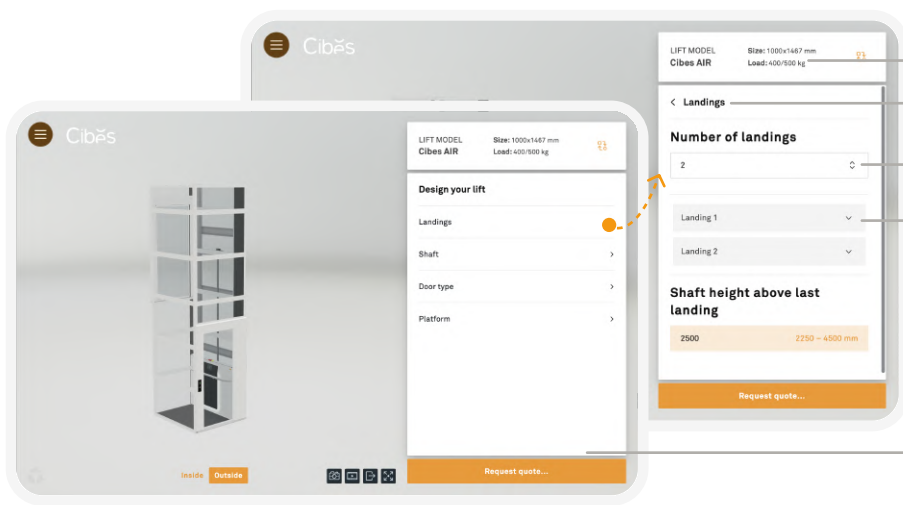 Cibes
LIFT MODEL
Cibes AIR
Size: 1000x1467 mm
Load: 400/500 kg
< Landings
Number of landings
2
Landing 1
Landing 2
Shaft height above last
landing
2500
2250 – 4500 mm
Request quote...
Cibes
LIFT MODEL
Cibes AIR
Size: 1000x1467 mm
Load: 400/500 kg
Design your lift
Landings
Shaft
Door type
Platform
Inside
Outside
Request quote...